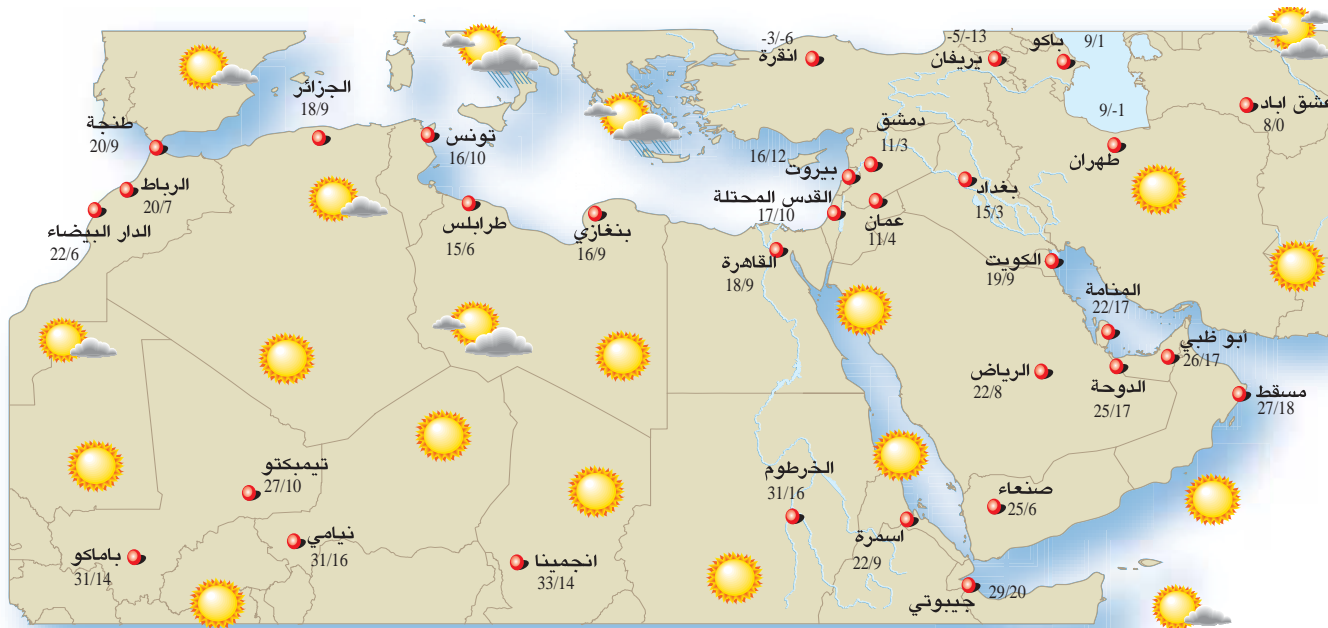 -3/-6
انقرة
-5/-13
يريفان
باكو
9/1
عشق اباد
8/0
9/-1
طهران
الجزائر
18/9
طنجة
20/9
تونس
16/10
دمشق
11/3
16/12
بيروت
بغداد
15/3
الرباط
20/7
الدار البيضاء
22/6
طرابلس
15/6
بنغازي
16/9
القدس المحتلة
17/10
عمان
11/4
القاهرة
18/9
الكويت
19/9
المنامة
22/17
أبو ظبي
26/17
الرياض
22/8
الدوحة
25/17
مسقط
27/18
تيمبكتو
27/10
الخرطوم
31/16
صنعاء
25/6
باماكو
31/14
نيامي
31/16
انجمينا
33/14
اسمرة
22/9
جيبوتي
29/20